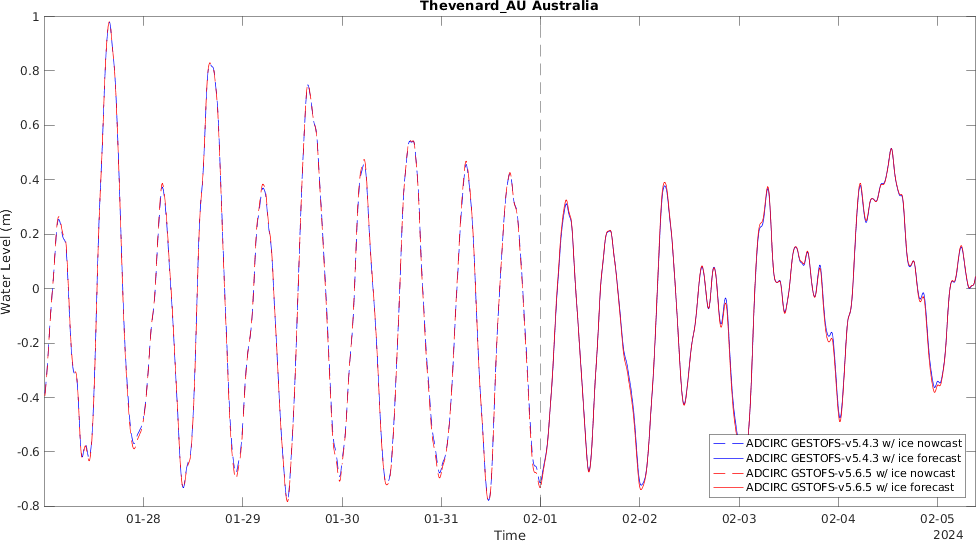 Thevenard_AU Australia
Water Level (m)
1
0.8
0.6
0.4
0.2
0
-0.2
-0.4
-0.6
-0.8
ADCIRC GESTOFS-v5.4.3 w/ ice nowcast
ADCIRC GESTOFS-v5.4.3 w/ ice forecast
ADCIRC GSTOFS-v5.6.5 w/ ice nowcast
ADCIRC GSTOFS-v5.6.5 w/ ice forecast
01-28 01-29 01-30 01-31 02-01 02-02 02-03 02-04 02-05
Time
2024